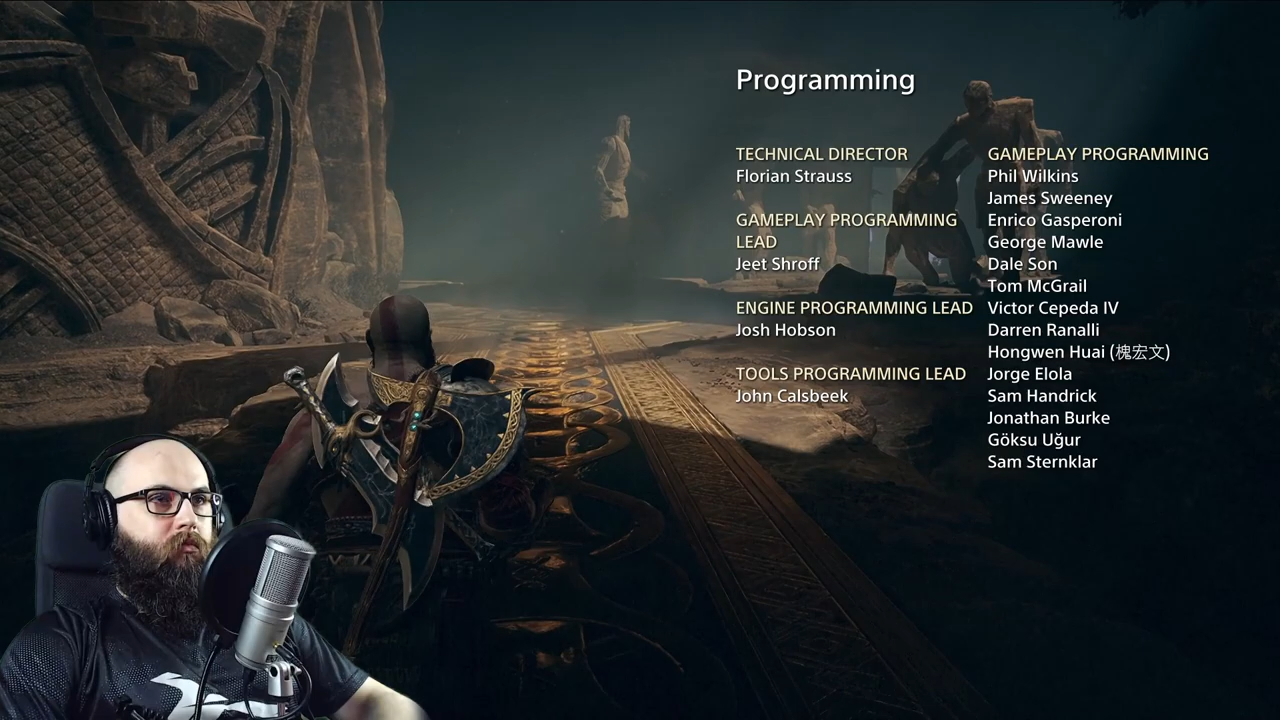 Programming
TECHNICAL DIRECTOR
Florian Strauss
GAMEPLAY PROGRAMMING
LEAD
Jeet Shroff
ENGINE PROGRAMMING LEAD
Josh Hobson
TOOLS PROGRAMMING LEAD
John Calsbeek
GAMEPLAY PROGRAMMING
Phil Wilkins
James Sweeney
Enrico Gasperoni
George Mawle
Dale Son
Tom McGrail
Victor Cepeda IV
Darren Ranalli
Hongwen Huai (槐宏文)
Jorge Elola
Sam Handrick
Jonathan Burke
Göksu Uğur
Sam Sternklar